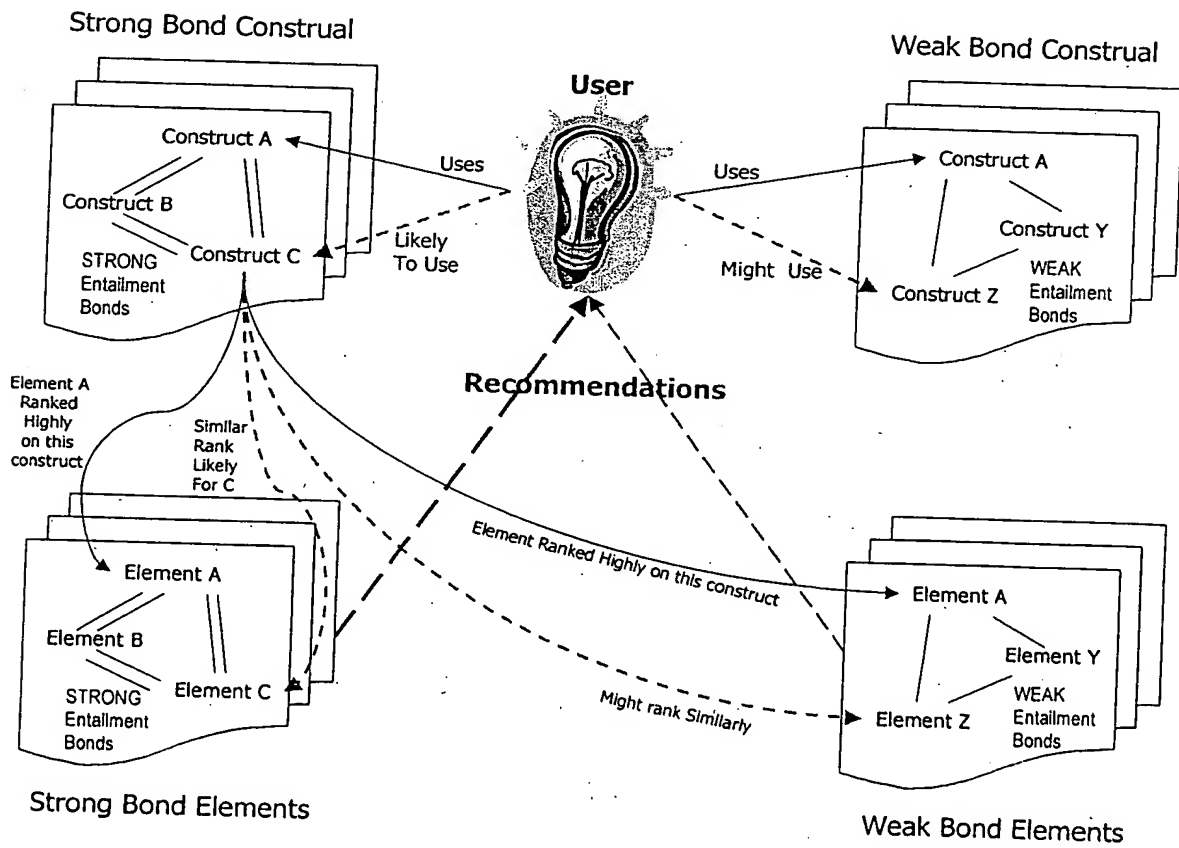 Strong Bond Construal
Construct A
Construct B
Construct C
STRONG
Entailment
Bonds
User
Uses
Likely
To Use
Uses
Might Use
Weak Bond Construal
Construct A
Construct Y
Construct Z
WEAK
Entailment
Bonds
Recommendations
Element A
Ranked
Highly
on this
construct
Similar
Rank
Likely
For C
Element Ranked Highly on this construct
Might rank Similarly
Element A
Element B
Element C
STRONG
Entailment
Bonds
Strong Bond Elements
Element A
Element Y
Element Z
WEAK
Entailment
Bonds
Weak Bond Elements